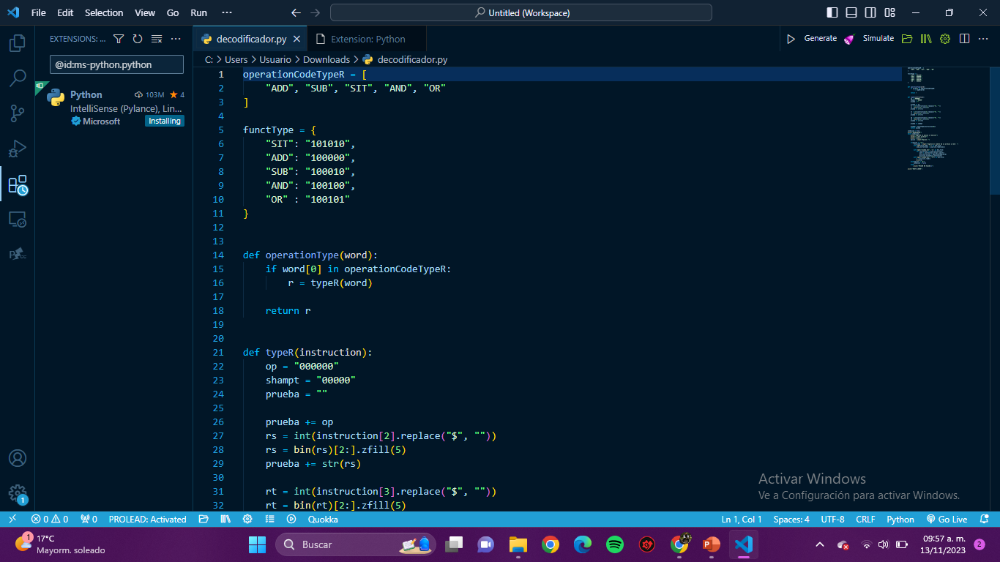 File Edit Selection View Go Run ··· Untitled (Workspace)
EXTENSIONS: ... decodificador.py Extension: Python Generate Simulate
@id:ms-python.python
Python 103M 4
IntelliSense (Pylance), Lin...
Microsoft Installing
C: > Users > Usuario > Downloads > decodificador.py
1 operationCodeTypeR = [
2 "ADD", "SUB", "SIT", "AND", "OR"
3 ]
4
5 functType = {
6 "SIT": "101010",
7 "ADD": "100000",
8 "SUB": "100010",
9 "AND": "100100",
10 "OR" : "100101"
11 }
12
13
14 def operationType(word):
15 if word[0] in operationCodeTypeR:
16 r = typeR(word)
17
18 return r
19
20
21 def typeR(instruction):
22 op = "000000"
23 shampt = "00000"
24 prueba = ""
25
26 prueba += op
27 rs = int(instruction[2].replace("$", ""))
28 rs = bin(rs)[2:].zfill(5)
29 prueba += str(rs)
30
31 rt = int(instruction[3].replace("$", ""))
32 rt = bin(rt)[2:].zfill(5)
Activar Windows
Ve a Configuración para activar Windows.
1
0 0 0 PROLEAD: Activated Quokka Ln 1, Col 1 Spaces: 4 UTF-8 CRLF Python Go Live
1 17°C
Mayorm. soleado
Buscar
09:57 a. m.
13/11/2023
2